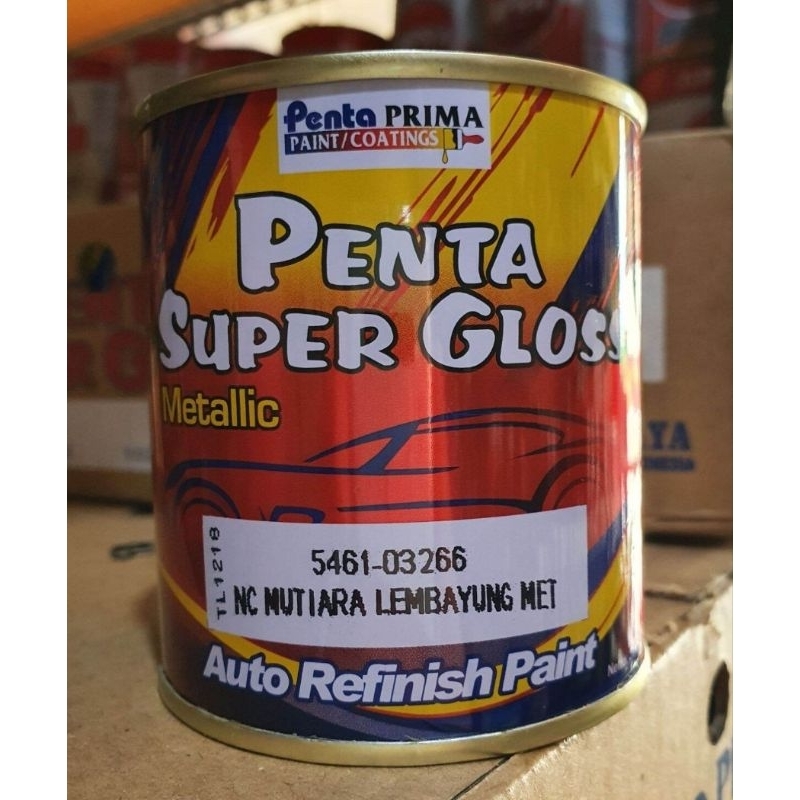 Penta PRIMA
PAINT/COATINGS
PENTA
SUPER GLOSS
Metallic
TL1218
5461-03266
NC MUTIARA LEMBAYUNG MET
Auto Refinish Paint